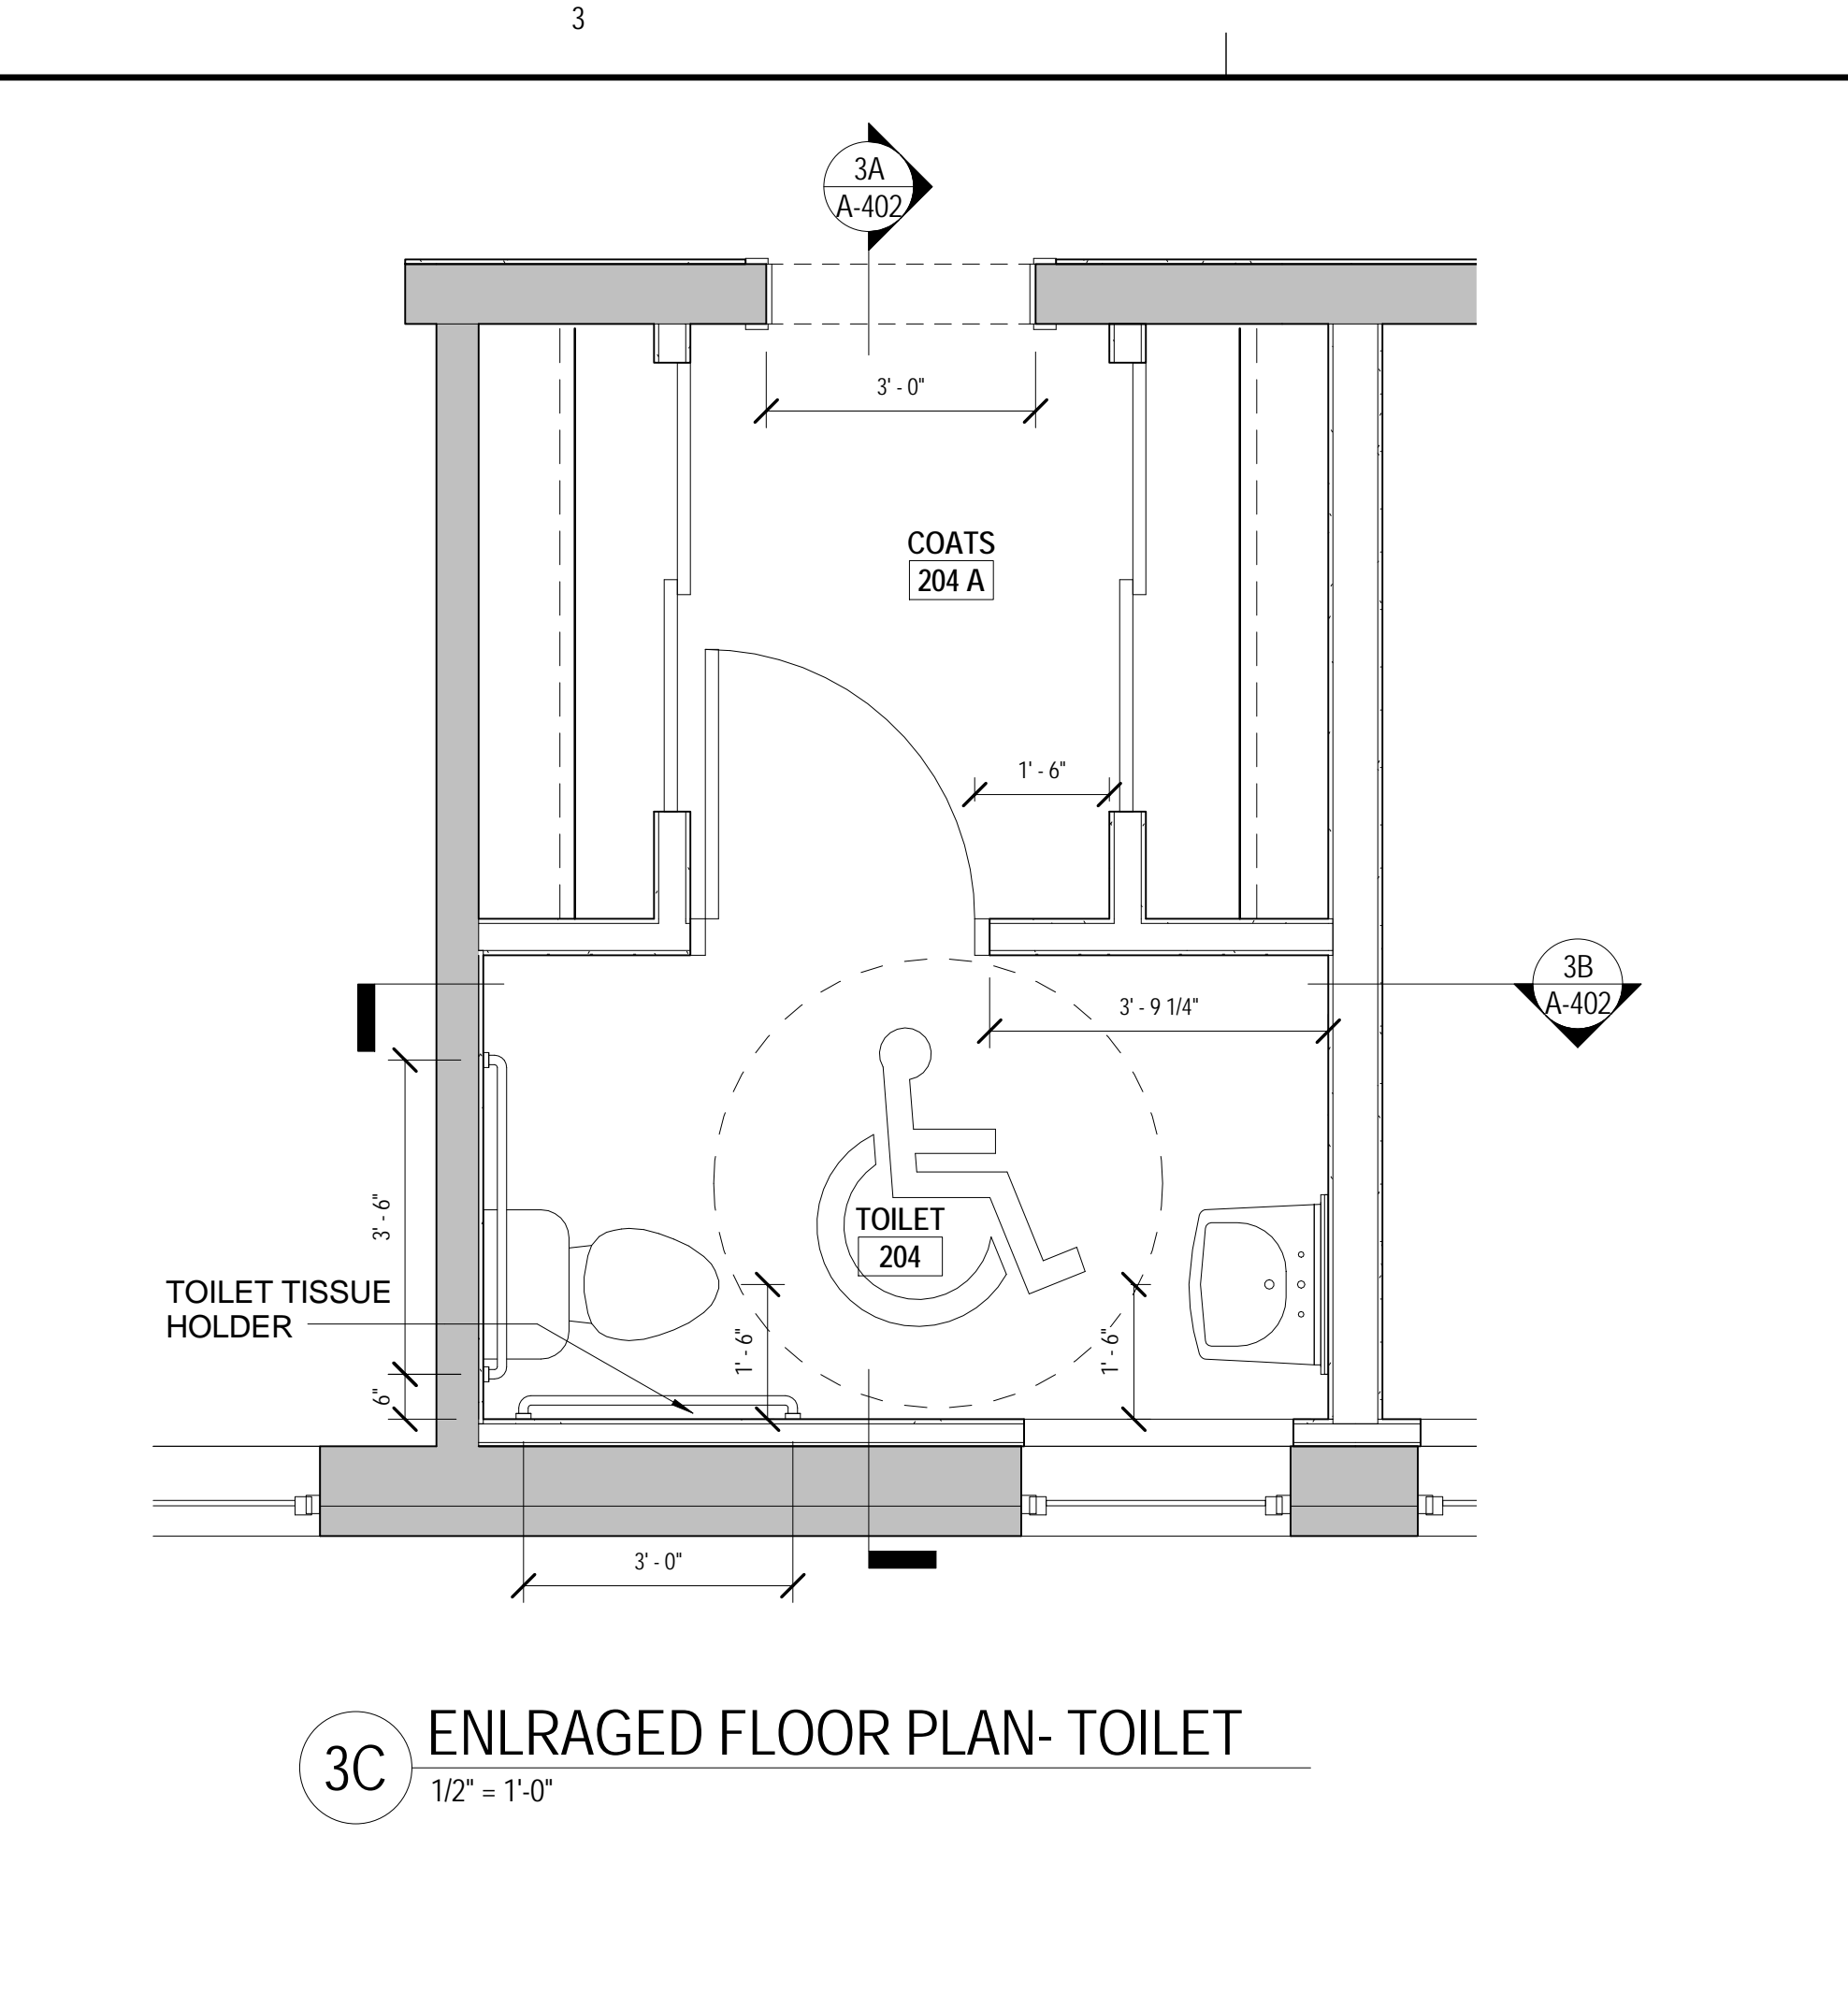 3
3A
A-402
3' - 0"
COATS
204 A
1' - 6"
3B
A-402
3' - 9 1/4"
3' - 6"
TOILET
204
TOILET TISSUE
HOLDER
1' - 6"
1' - 6"
6"
3' - 0"
3C
ENLRAGED FLOOR PLAN- TOILET
1/2" = 1'-0"